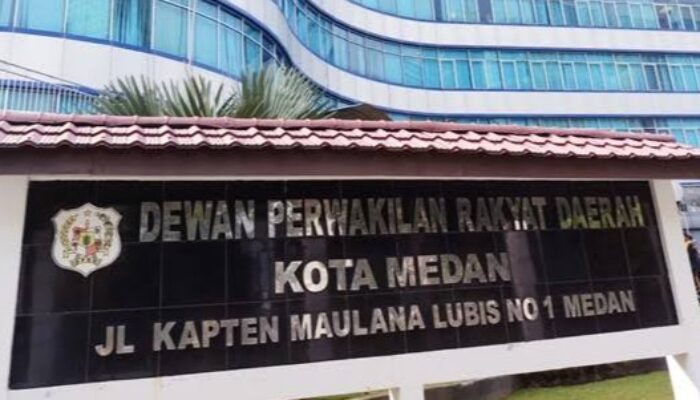 DEWAN PERWAKILAN RAKYAT DAERAH
KOTA MEDAN
JL KAPTEN MAULANA LUBIS NO 1 MEDAN